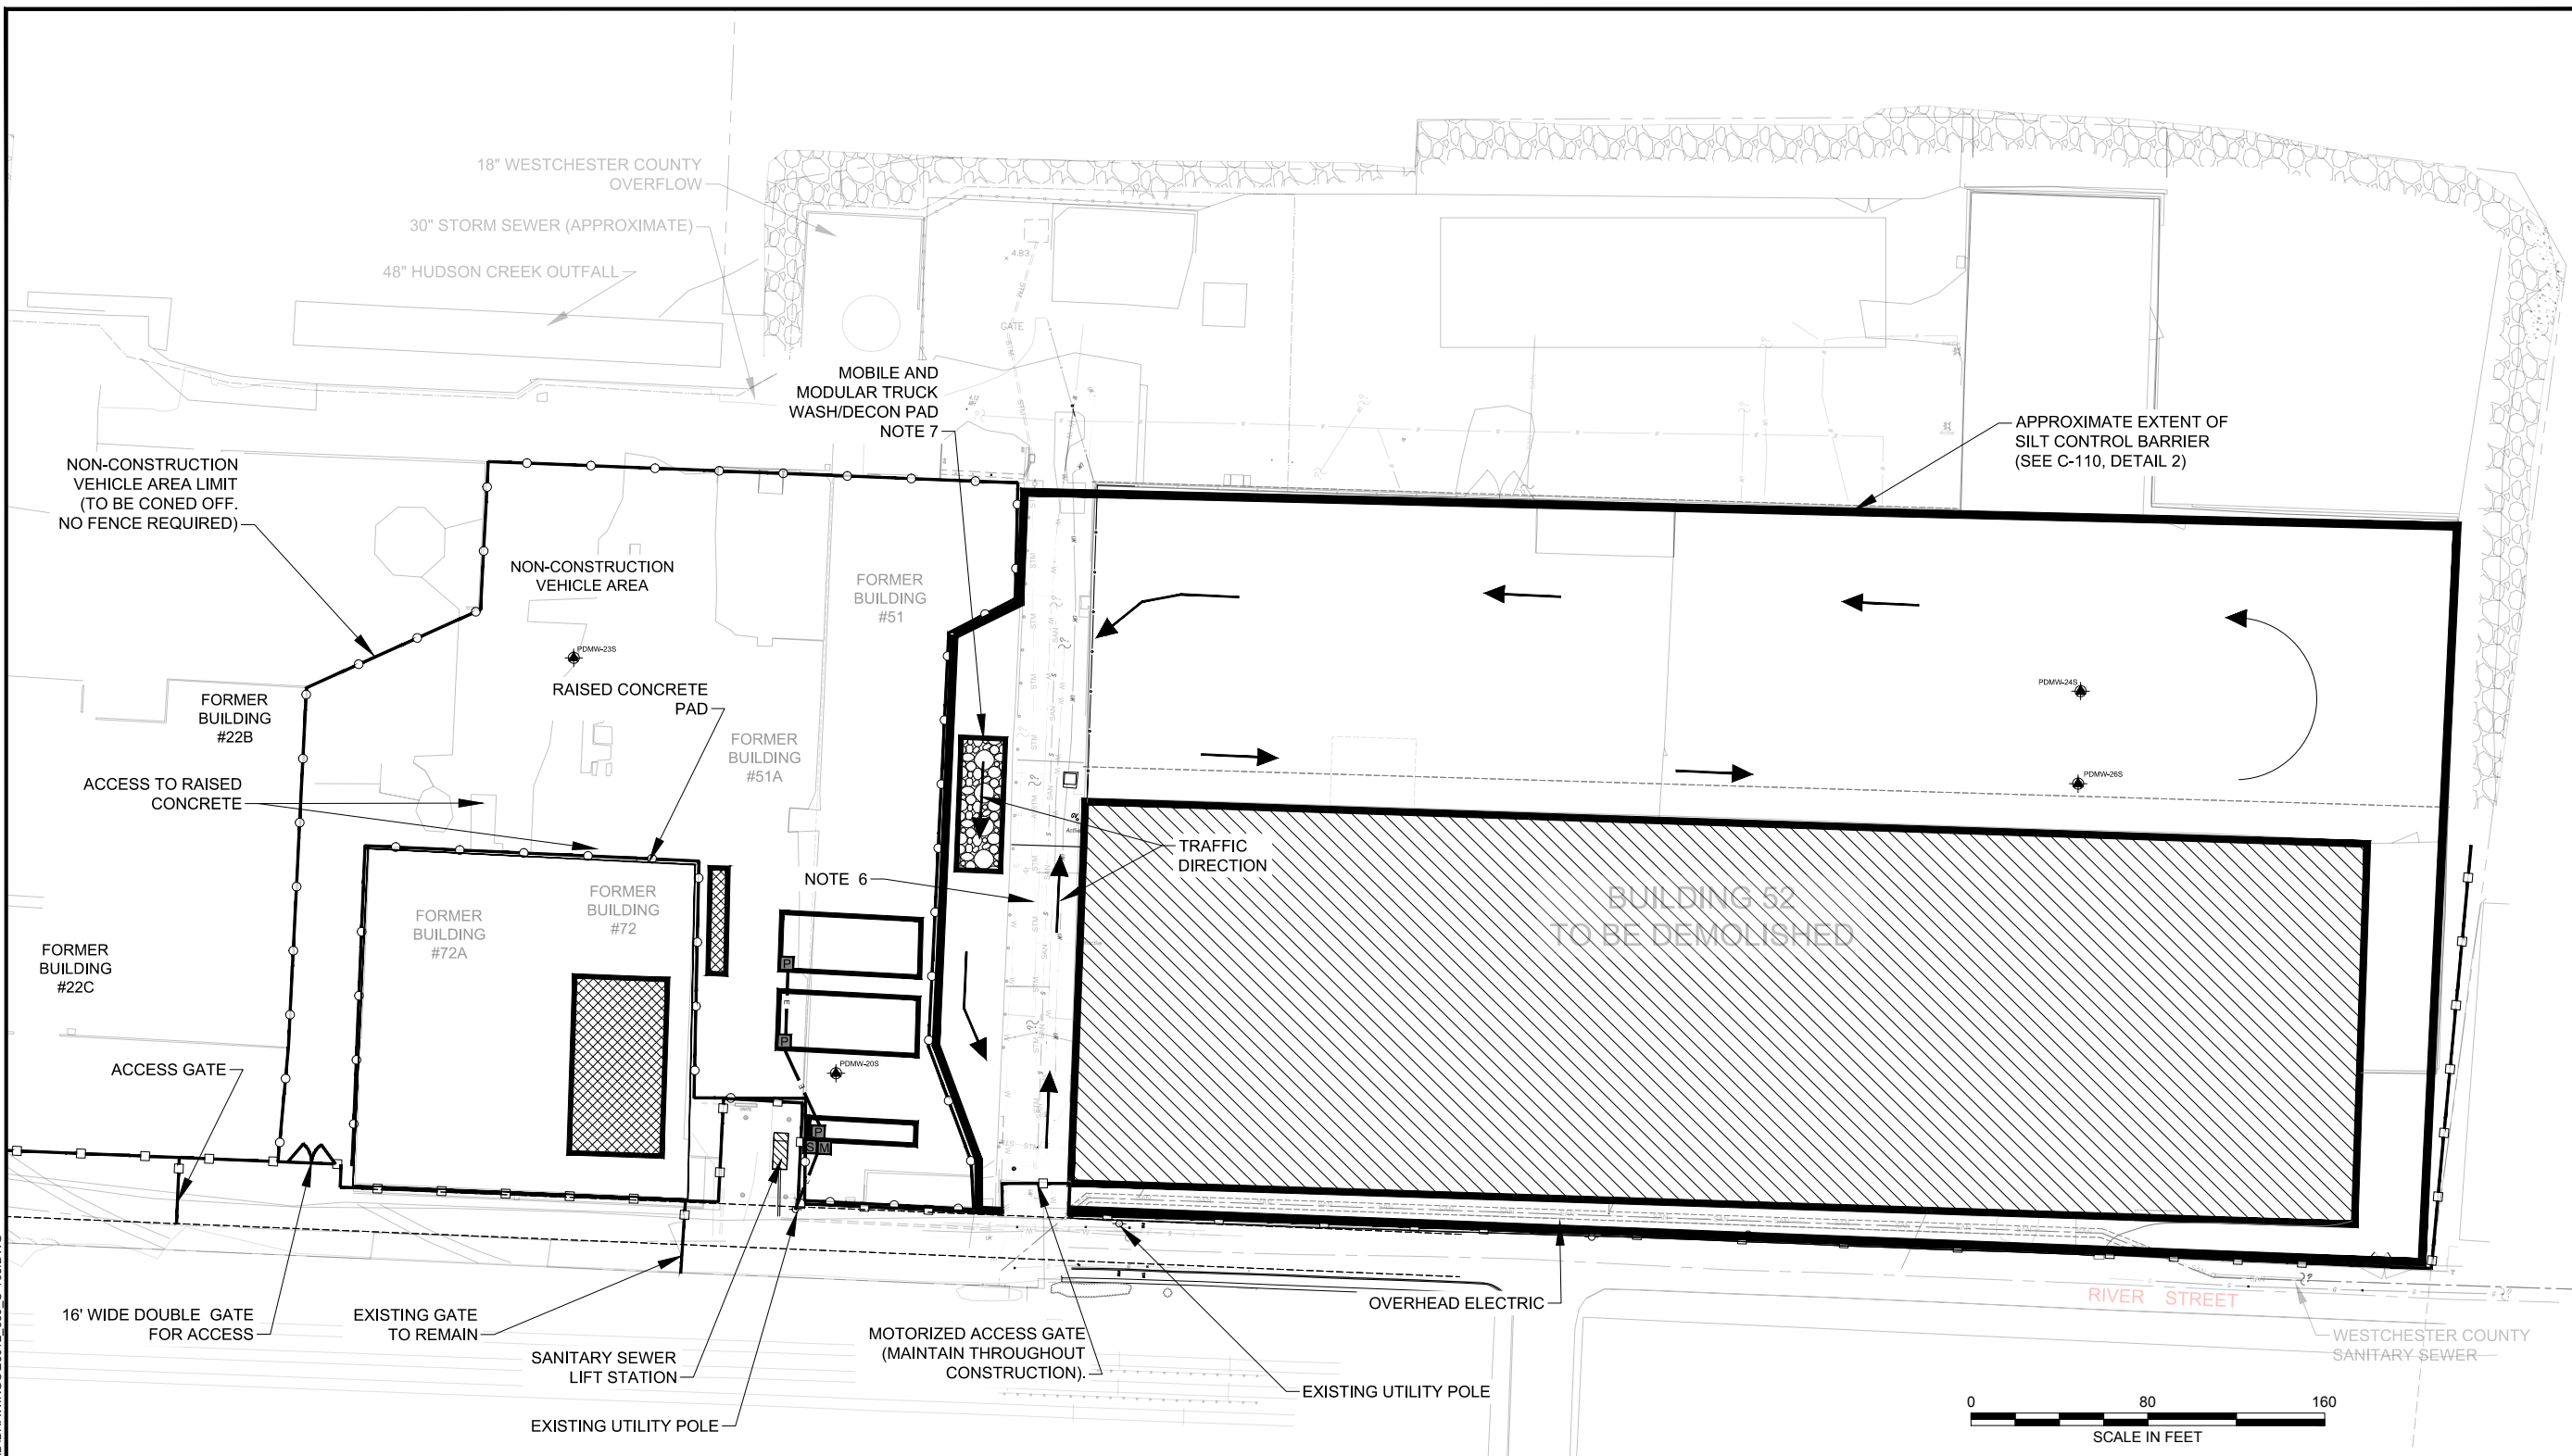 18" WESTCHESTER COUNTY
OVERFLOW
30" STORM SEWER (APPROXIMATE)
48" HUDSON CREEK OUTFALL
4.83
STM
GATE
STM
STM
MOBILE AND
MODULAR TRUCK
WASH/DECON PAD
NOTE 7
APPROXIMATE EXTENT OF
SILT CONTROL BARRIER
(SEE C-110, DETAIL 2)
NON-CONSTRUCTION
VEHICLE AREA LIMIT
(TO BE CONED OFF.
NO FENCE REQUIRED)
NON-CONSTRUCTION
VEHICLE AREA
FORMER
BUILDING
#51
PDMW-23S
RAISED CONCRETE
PAD
FORMER
BUILDING
#22B
FORMER
BUILDING
#51A
PDMW-24S
PDMW-26S
ACCESS TO RAISED
CONCRETE
TRAFFIC
DIRECTION
NOTE 6
FORMER
BUILDING
#72
FORMER
BUILDING
#72A
BUILDING 52
TO BE DEMOLISHED
FORMER
BUILDING
#22C
P
E
P
PDMW-20S
P
S M
ACCESS GATE
16' WIDE DOUBLE GATE
FOR ACCESS
EXISTING GATE
TO REMAIN
SANITARY SEWER
LIFT STATION
EXISTING UTILITY POLE
MOTORIZED ACCESS GATE
(MAINTAIN THROUGHOUT
CONSTRUCTION).
OVERHEAD ELECTRIC
EXISTING UTILITY POLE
RIVER STREET
WESTCHESTER COUNTY
SANITARY SEWER
0 80 160
SCALE IN FEET